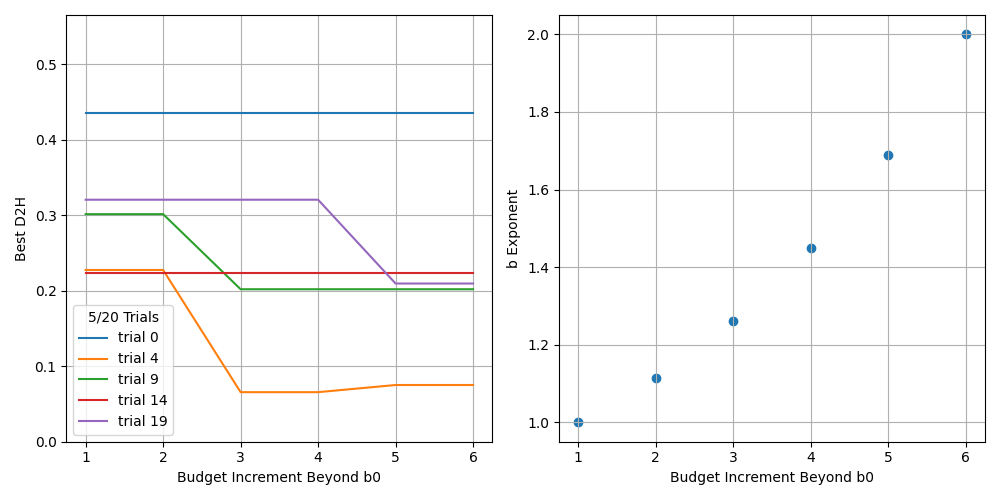 0.5
0.4
0.3
0.2
0.1
0.0
Best D2H
5/20 Trials
trial 0
trial 4
trial 9
trial 14
trial 19
1 2 3 4 5 6
Budget Increment Beyond b0
2.0
1.8
1.6
1.4
1.2
1.0
b Exponent
1 2 3 4 5 6
Budget Increment Beyond b0